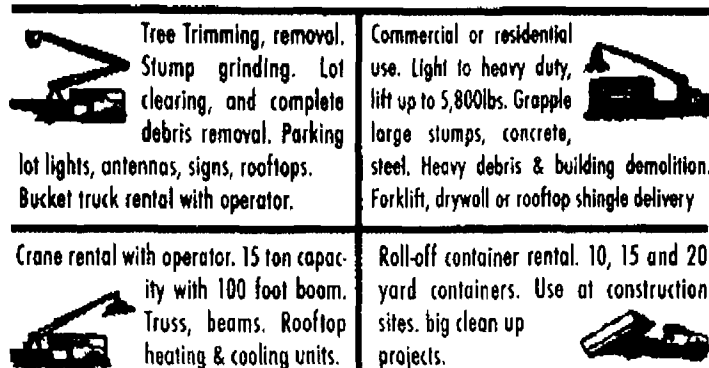 Tree Trimming, removal.
Stump grinding. Lot
clearing, and complete
debris removal. Parking
lot lights, antennas, signs, rooftops.
Bucket truck rental with operator.
Commercial or residential
use. Light to heavy duty,
lift up to 5,800lbs. Grapple
large stumps, concrete,
steel. Heavy debris & building demolition.
Forklift, drywall or rooftop shingle delivery
Crane rental with operator. 15 ton capac-
ity with 100 foot boom.
Truss, beams. Rooftop
heating & cooling units.
Roll-off container rental. 10, 15 and 20
yard containers. Use at construction
sites. big clean up
projects.